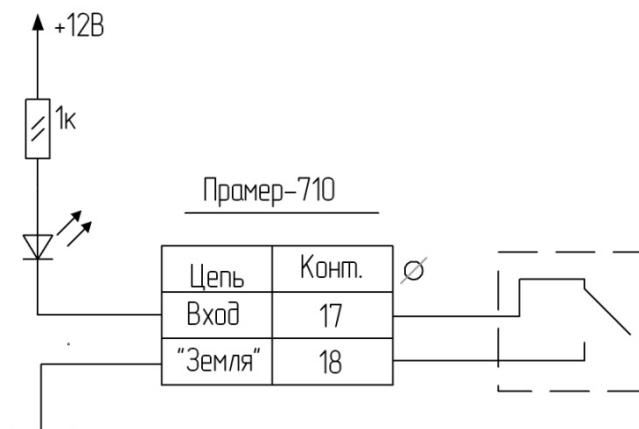 +12В
1к
Прамер-710
Цепь Конт.
Вход 17
"Земля" 18